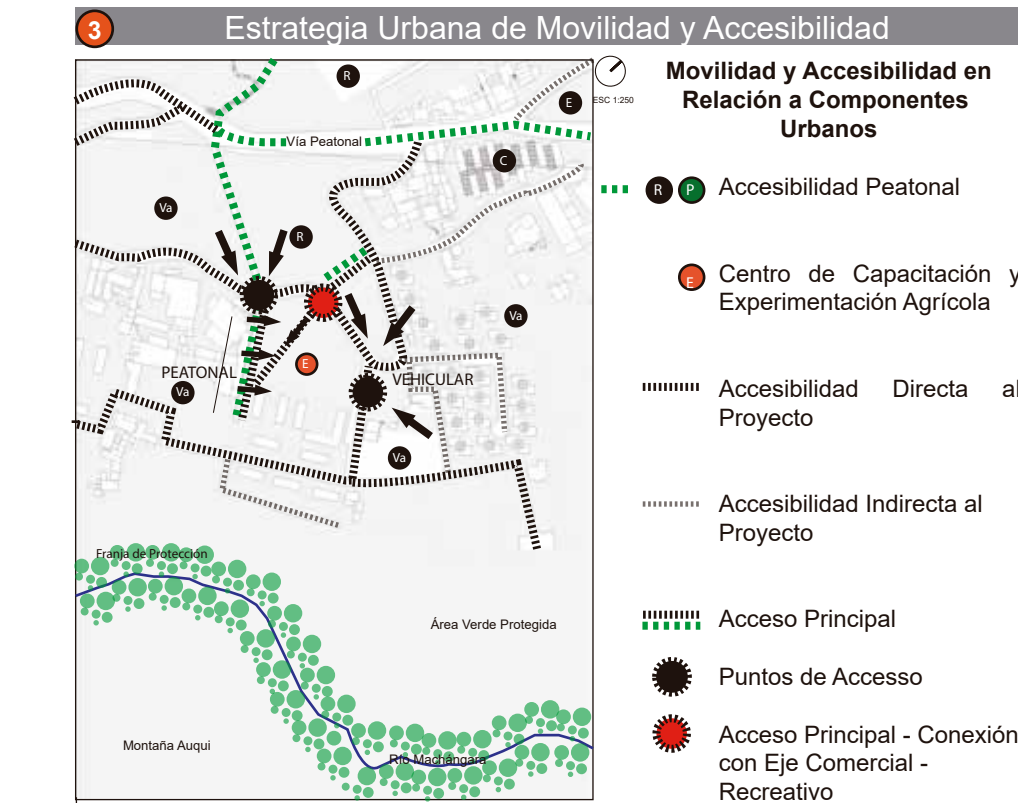 3
Estrategia Urbana de Movilidad y Accesibilidad
ESC 1:250
R
E
Vía Peatonal
C
Va
R
Va
E
PEATONAL
Va
VEHICULAR
Va
Franja de Protección
Área Verde Protegida
Montaña Auqui
Río Machángara
Movilidad y Accesibilidad en
Relación a Componentes
Urbanos
R P Accesibilidad Peatonal
E
Centro de Capacitación y
Experimentación Agrícola
Accesibilidad Directa al
Proyecto
Accesibilidad Indirecta al
Proyecto
Acceso Principal
Puntos de Accesso
Acceso Principal - Conexión
con Eje Comercial -
Recreativo